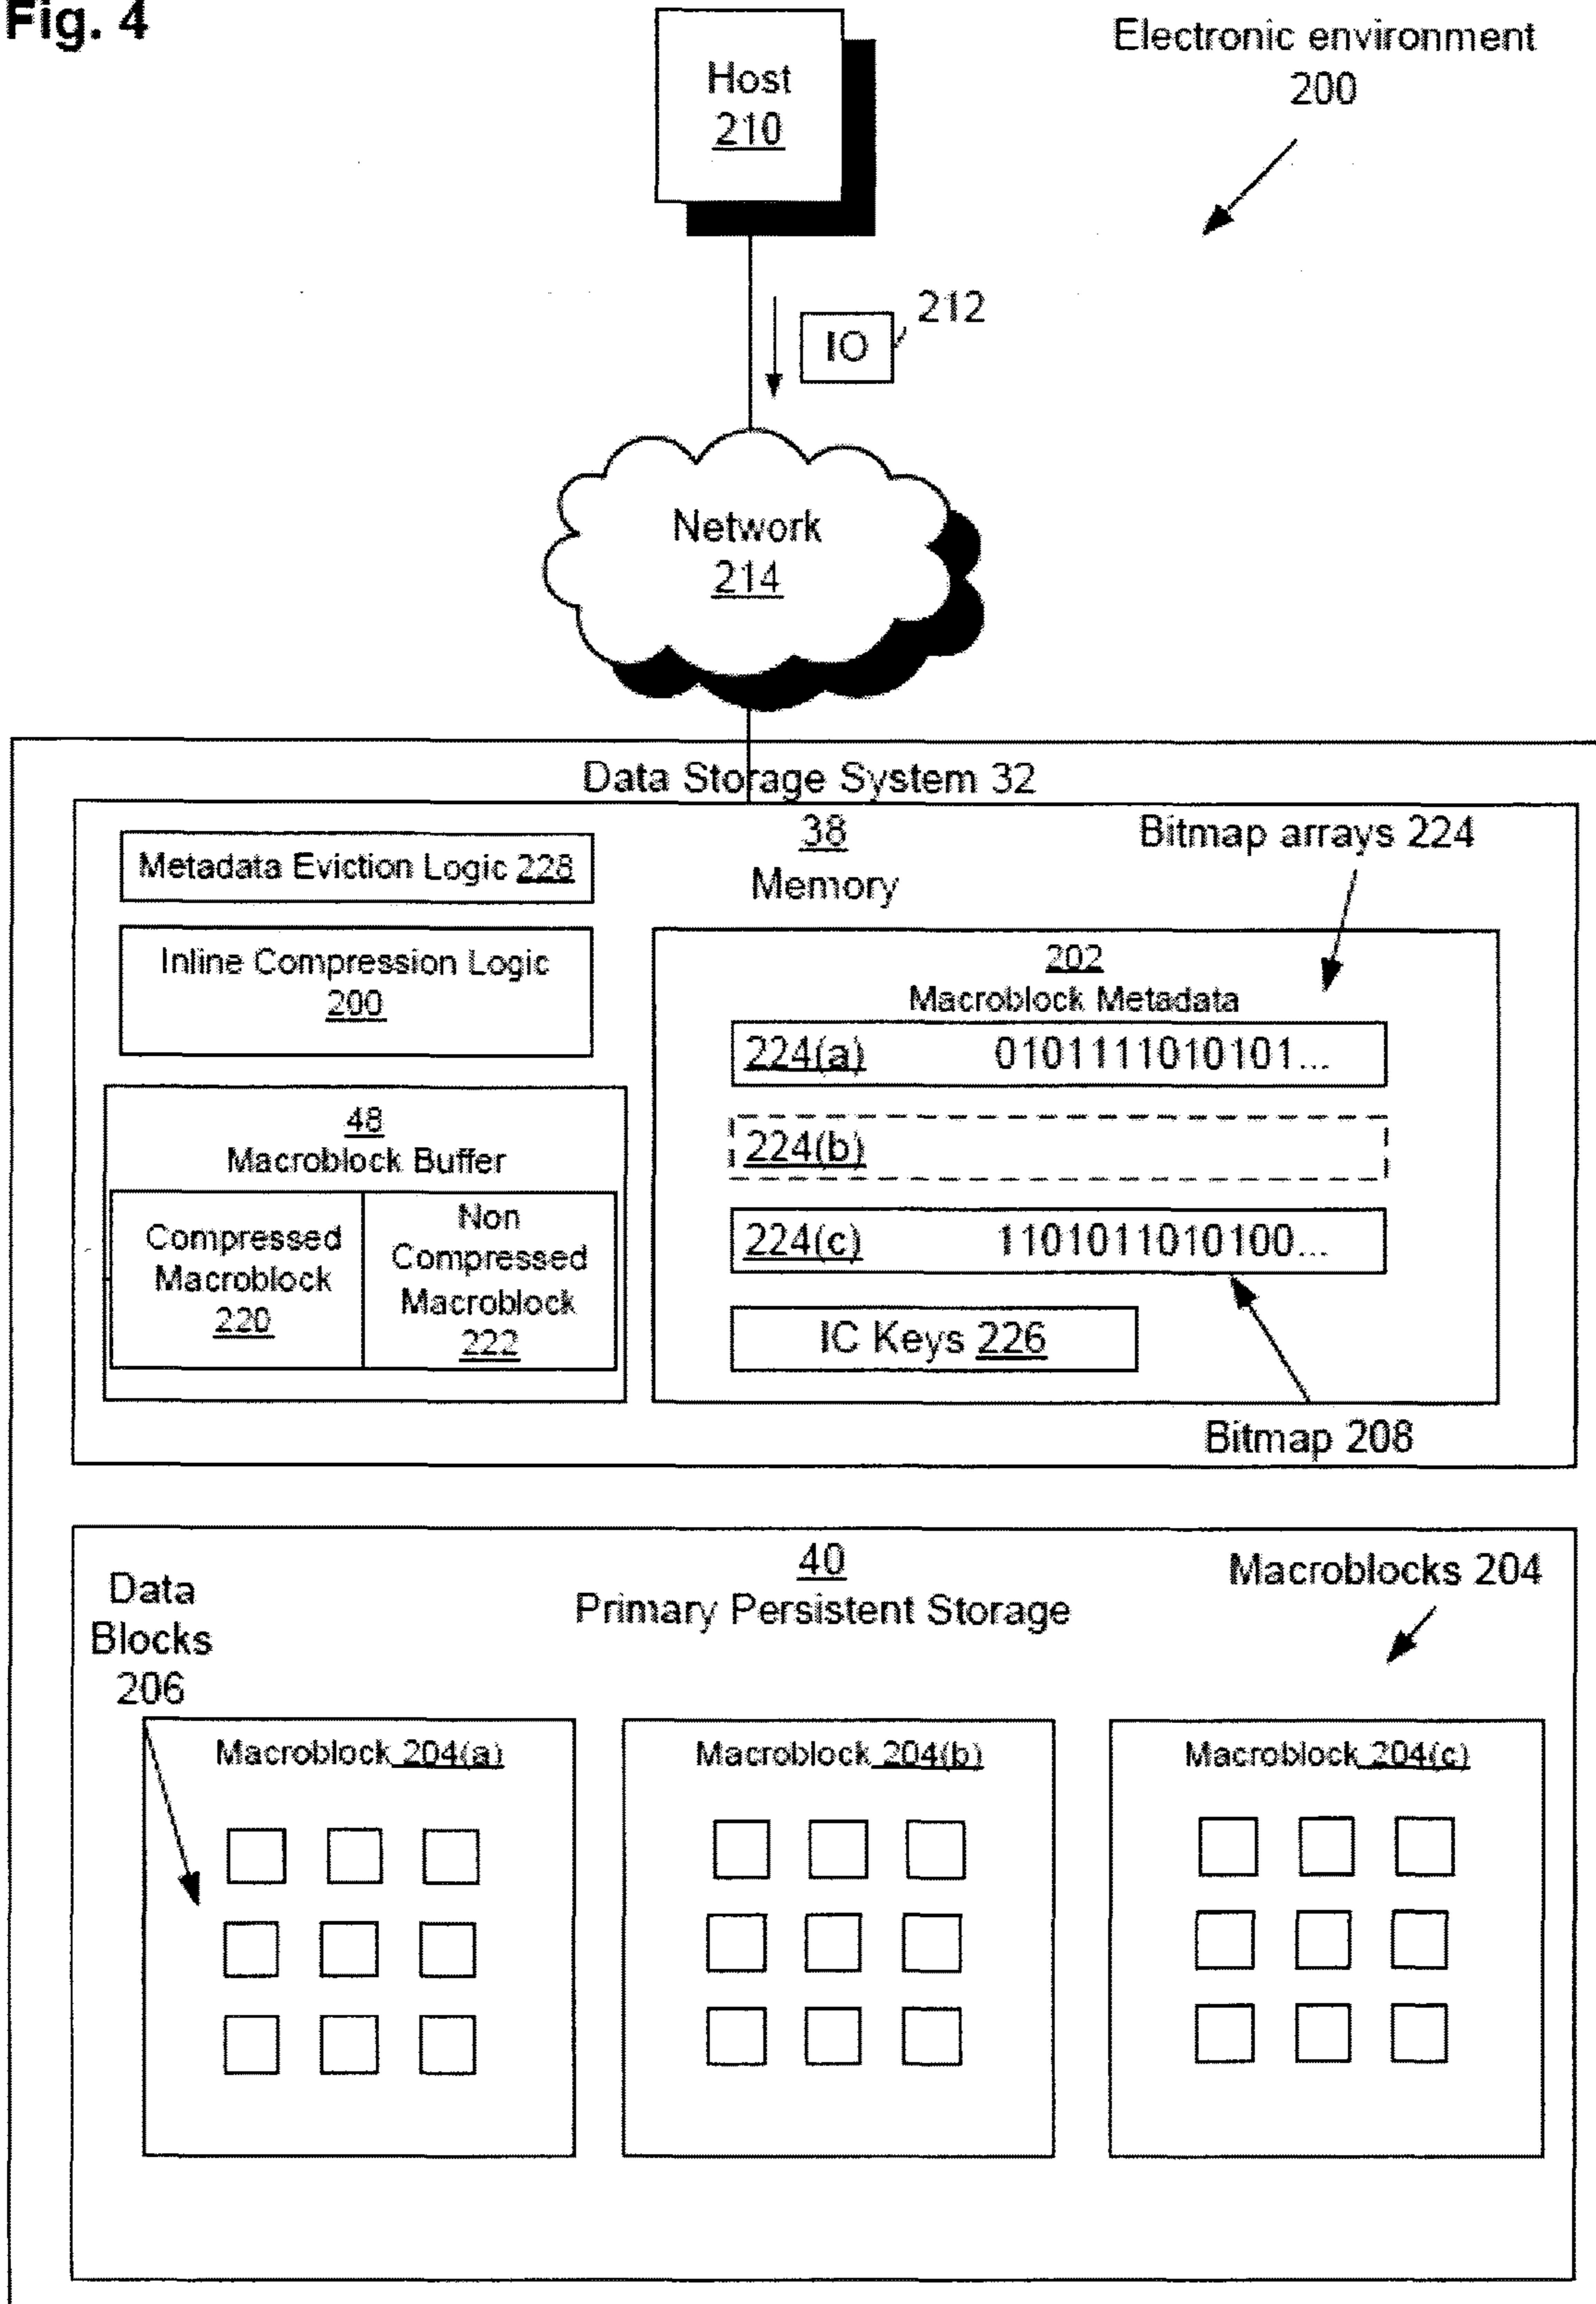 Fig. 4
Electronic environment
200
Host
210
212
IO
Network
214
Data Storage System 32
38
Memory
Bitmap arrays 224
Metadata Eviction Logic 228
Inline Compression Logic
200
202
Macroblock Metadata
224(a) 0101111010101...
224(b)
224(c) 1101011010100...
IC Keys 226
Bitmap 208
48
Macroblock Buffer
Compressed
Macroblock
220
Non
Compressed
Macroblock
222
40
Primary Persistent Storage
Macroblocks 204
Data
Blocks
206
Macroblock 204(a)
Macroblock 204(b)
Macroblock 204(c)